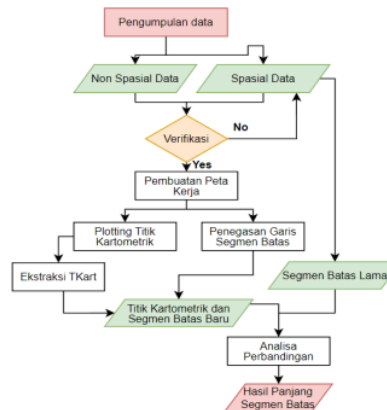 Pengumpulan data
Non Spasial Data
Spasial Data
Verifikasi
No
Yes
Pembuatan Peta
Kerja
Plotting Titik
Kartometrik
Penegasan Garis
Segmen Batas
Ekstraksi TKart
Segmen Batas Lama
Titik Kartometrik dan
Segmen Batas Baru
Analisa
Perbandingan
Hasil Panjang
Segmen Batas